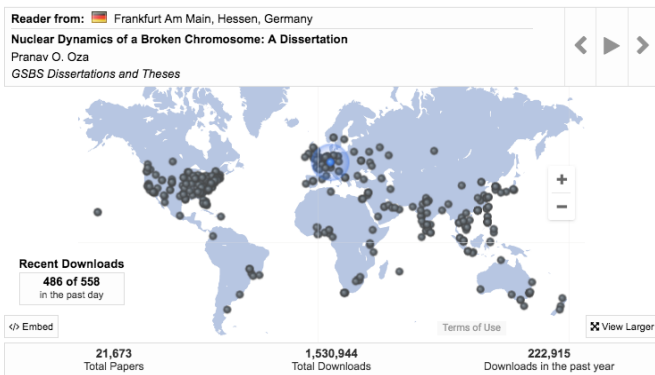 Reader from: Frankfurt Am Main, Hessen, Germany
Nuclear Dynamics of a Broken Chromosome: A Dissertation
Pranav O. Oza
GSBS Dissertations and Theses
+
−
Recent Downloads
486 of 558
in the past day
</> Embed
Terms of Use
View Larger
21,673
Total Papers
1,530,944
Total Downloads
222,915
Downloads in the past year